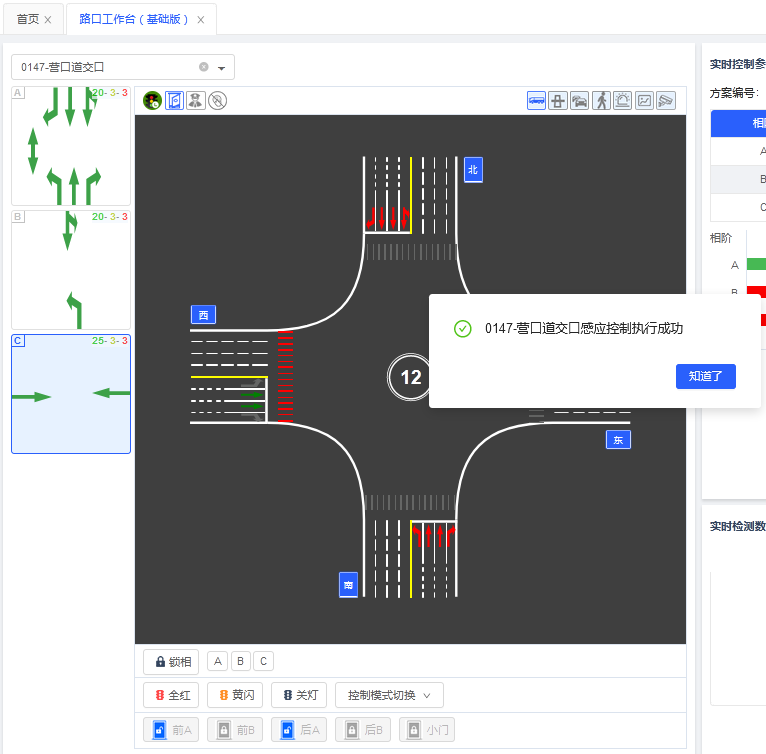 首页
路口工作台（基础版）
0147-营口道交口
A 20- 3- 3
B 20- 3- 3
C 25- 3- 3
北
西
12
东
南
0147-营口道交口感应控制执行成功
知道了
实时控制参
方案编号：
相阶
A
B
C
相阶
A
B
实时检测数
锁相 A B C
全红 黄闪 关灯 控制模式切换
前A 前B 后A 后B 小门